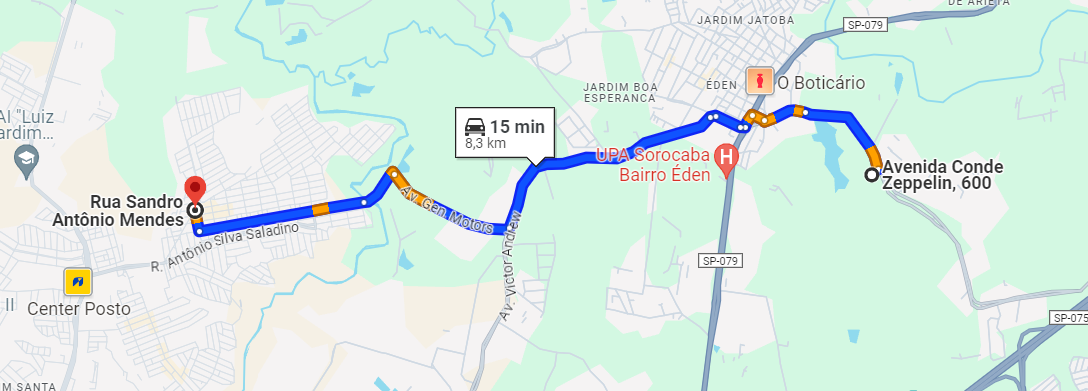 DE ARIETA
JARDIM JATOBA
SP-079
ÉDEN
O Boticário
JARDIM BOA
ESPERANCA
AI "Luiz
ardim...
15 min
8,3 km
UPA Sorocaba
Bairro Éden
Avenida Conde
Zeppelin, 600
Rua Sandro
Antônio Mendes
Av. Gen Motors
R. Antônio Silva Saladino
Av. Victor Andrew
SP-079
II
Center Posto
SP-075
M SANTA